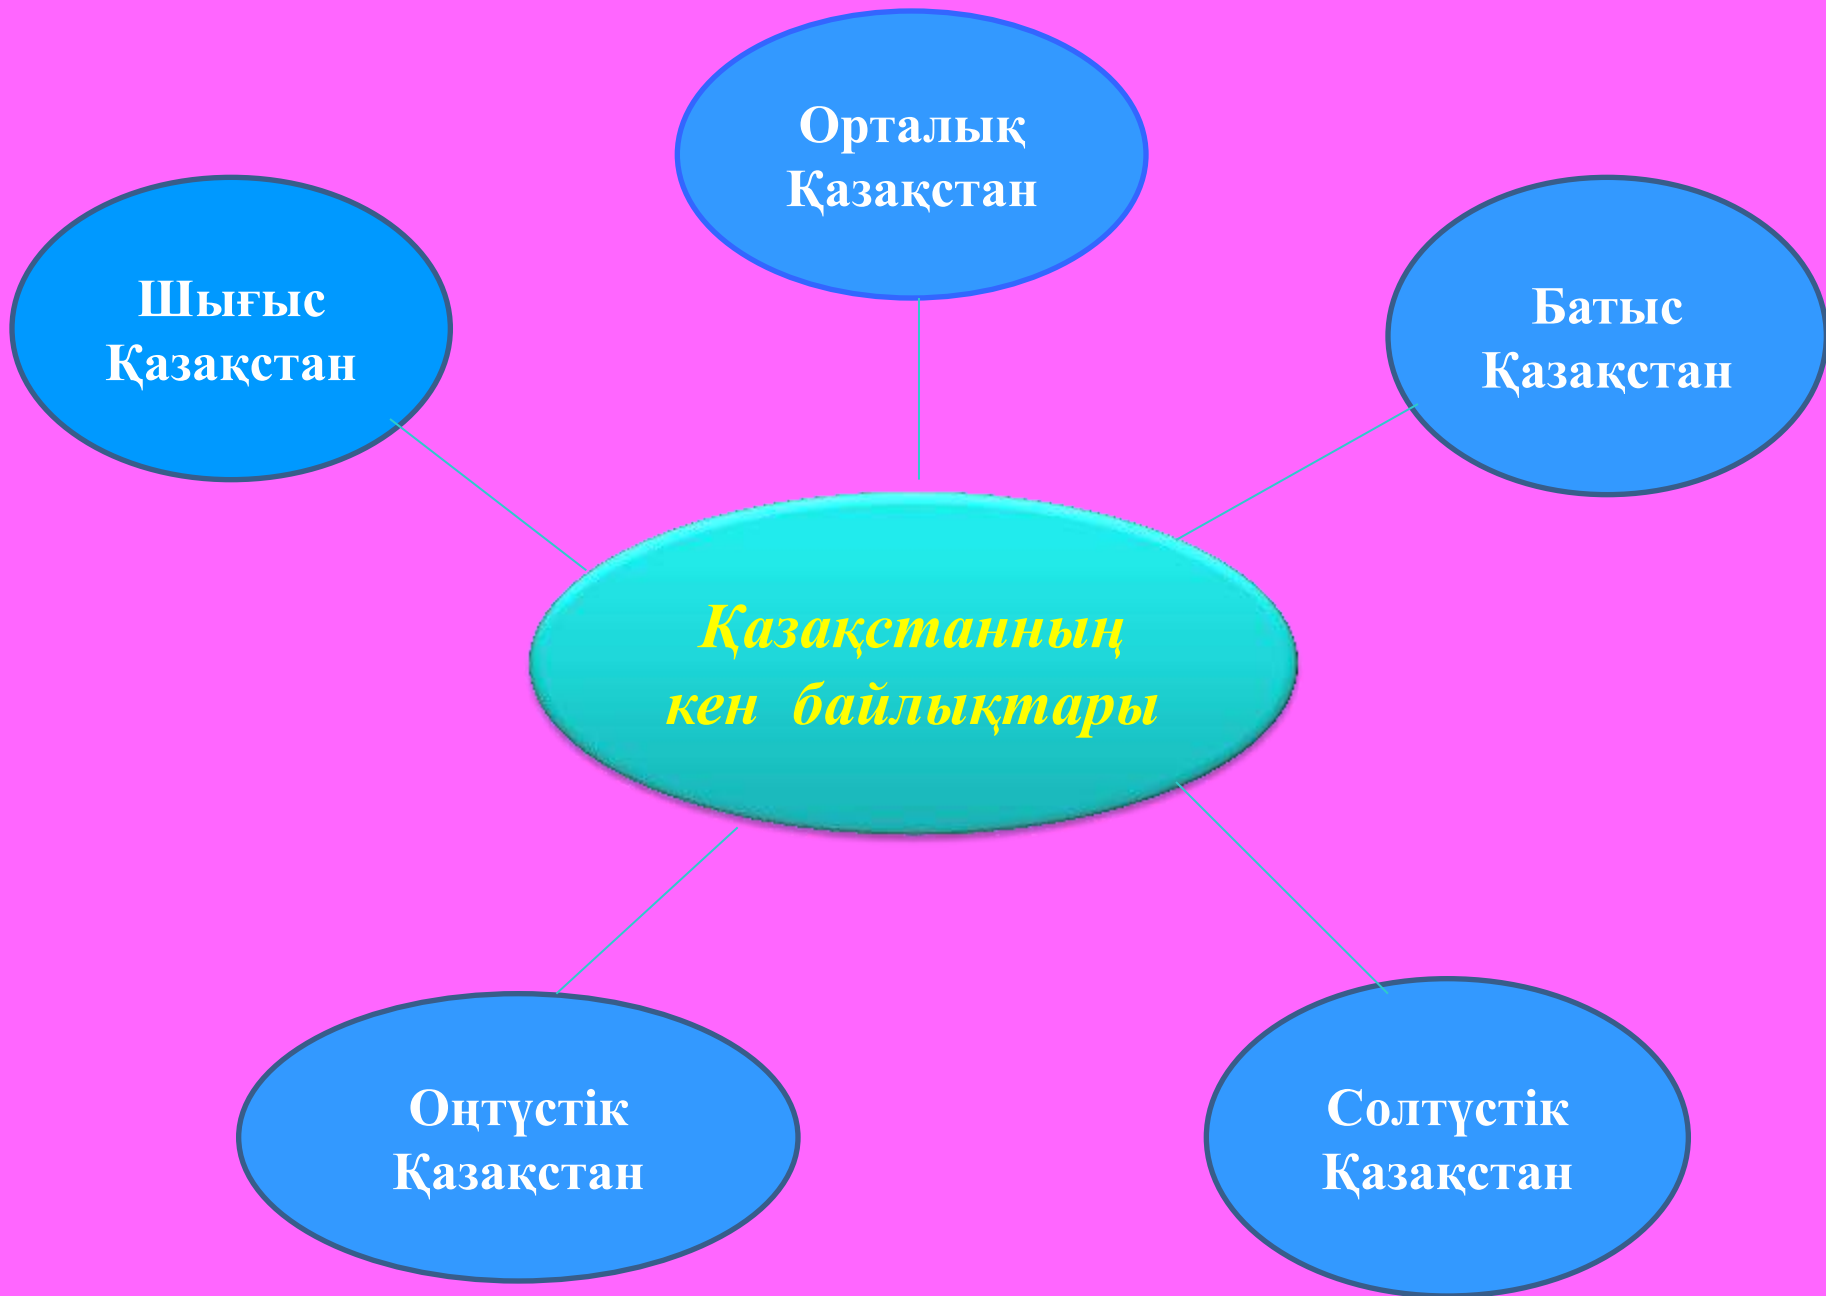 Орталық
Қазақстан
Шығыс
Қазақстан
Батыс
Қазақстан
Қазақстанның
кен байлықтары
Оңтүстік
Қазақстан
Солтүстік
Қазақстан